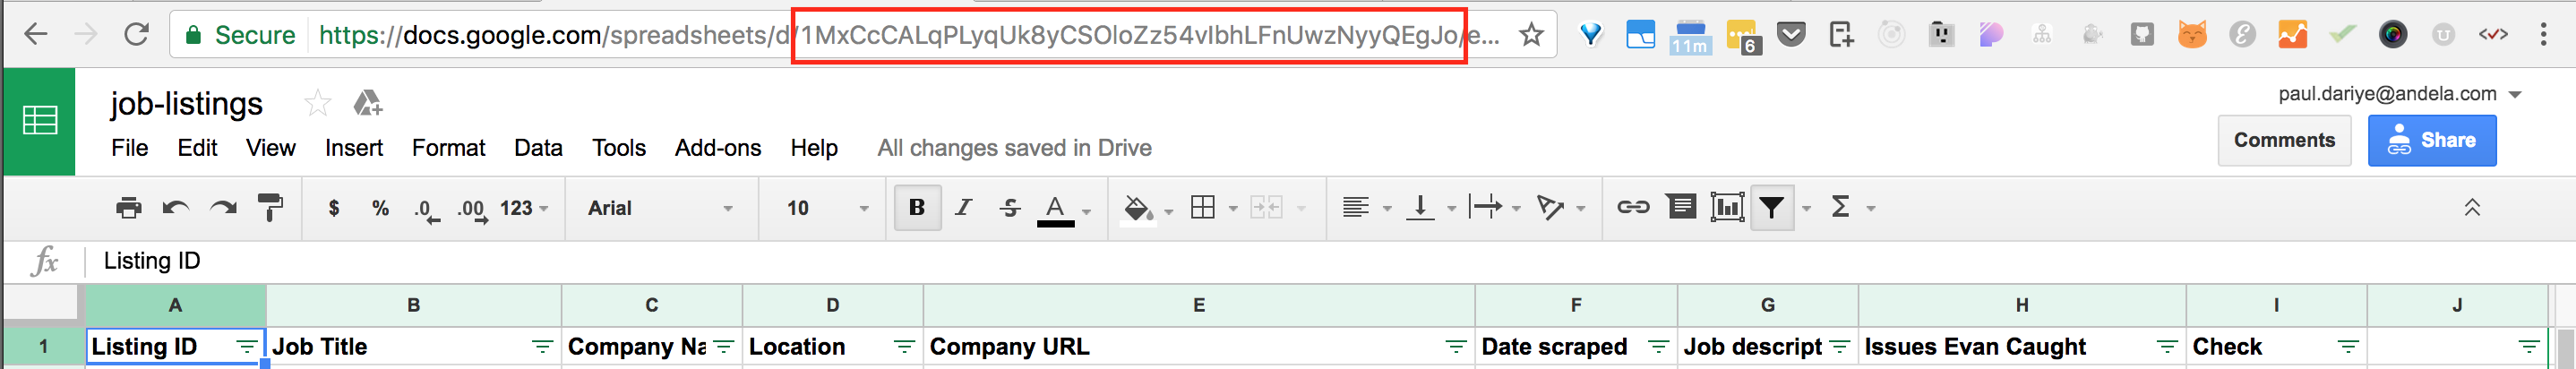 Secure https://docs.google.com/spreadsheets/d/1MxCcCALqPLyqUk8yCSOloZz54vIbhLFnUwzNyyQEgJo/e...
11m
6
job-listings
paul.dariye@andela.com
File Edit View Insert Format Data Tools Add-ons Help All changes saved in Drive
Comments Share
$ % .0 .00 123 Arial 10 B I S A Σ
fx Listing ID
A B C D E F G H I J
1 Listing ID Job Title Company Na Location Company URL Date scraped Job descript Issues Evan Caught Check